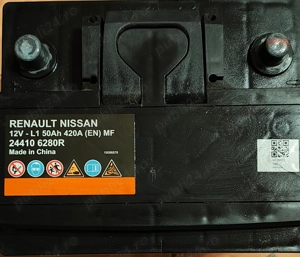 RENAULT NISSAN
12V - L1 50Ah 420A (EN) MF
24410 6280R
Made in China